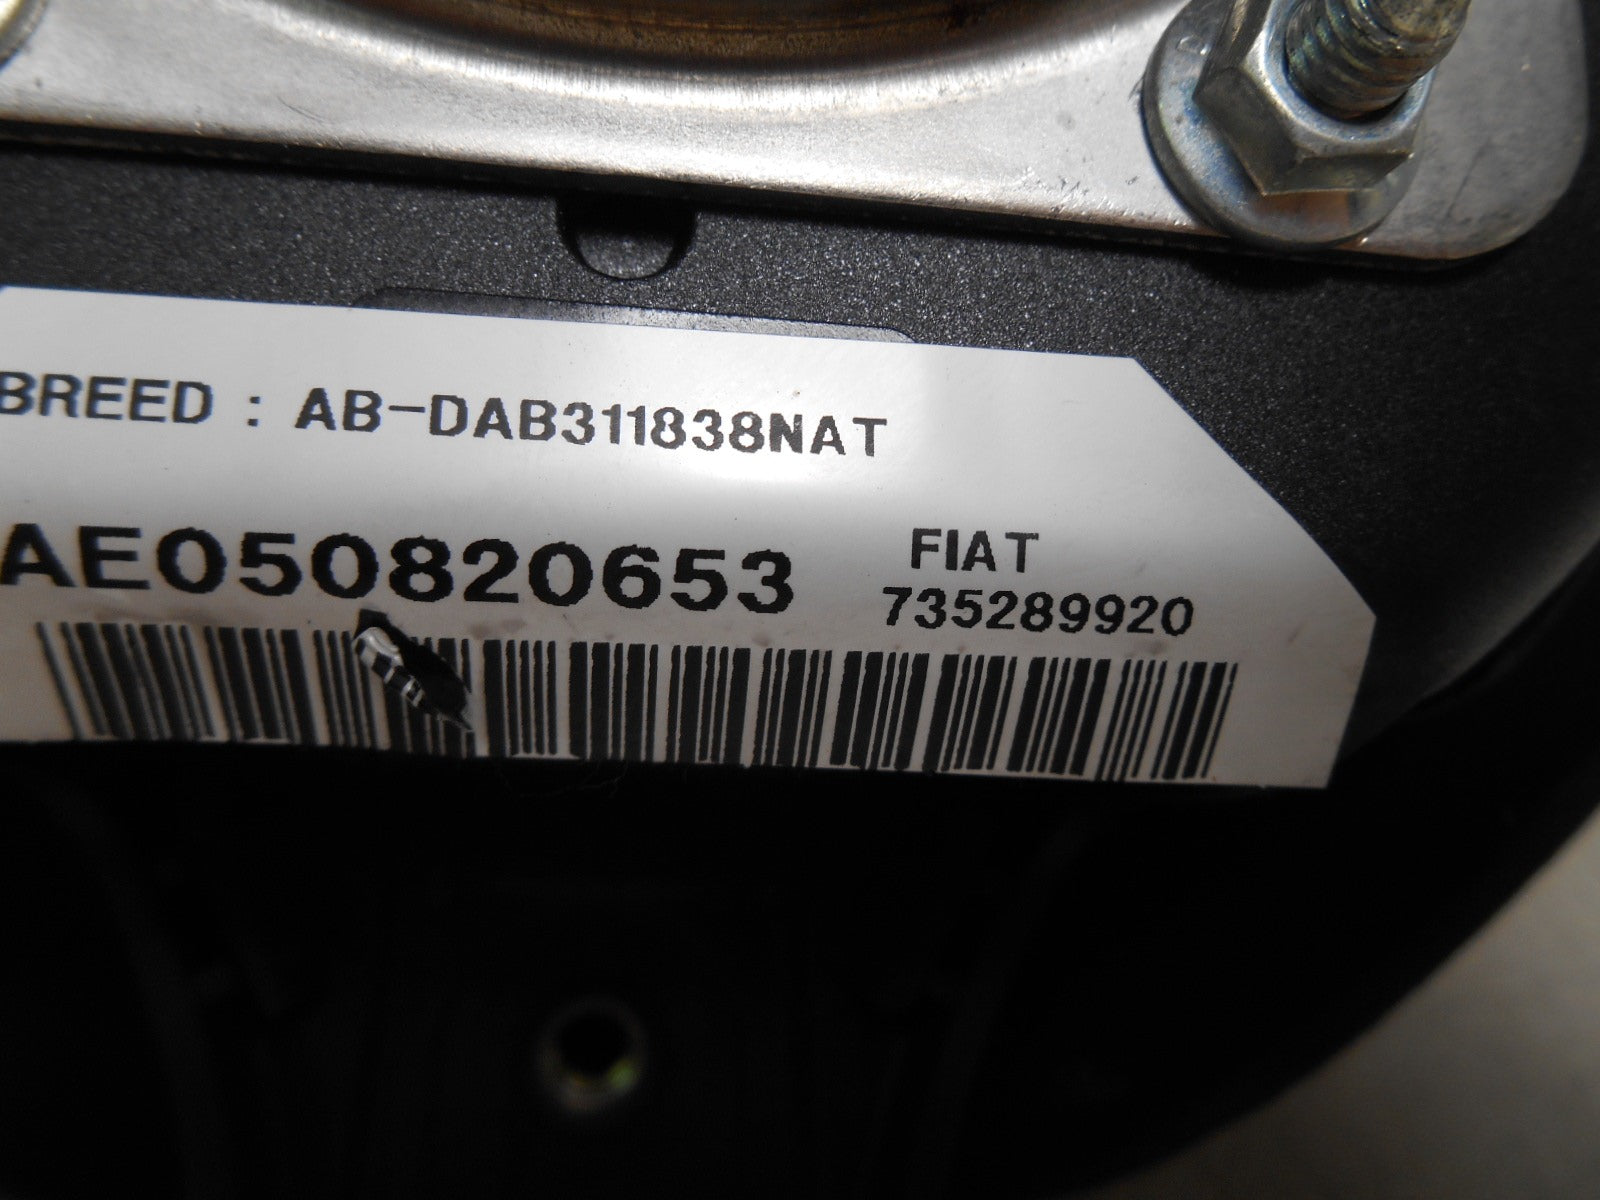 BREED : AB-DAB311838NAT
AE050820653
FIAT
735289920